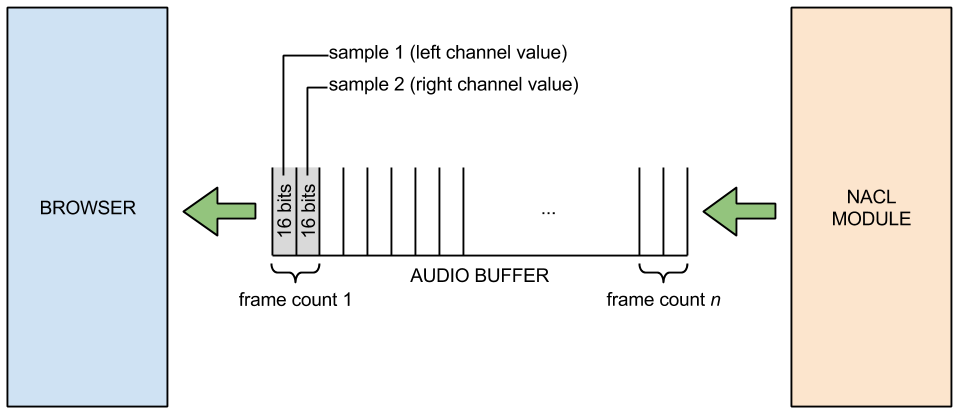 sample 1 (left channel value)
sample 2 (right channel value)
BROWSER
16 bits
16 bits
...
NACL
MODULE
AUDIO BUFFER
frame count 1
frame count n